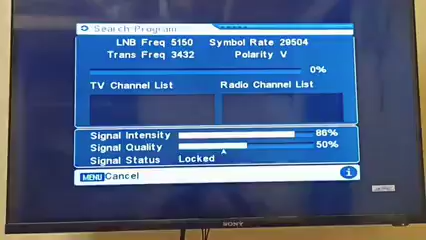 Search Program
LNB Freq 5150 Symbol Rate 29504
Trans Freq 3432 Polarity V
0%
TV Channel List Radio Channel List
Signal Intensity 86%
Signal Quality 50%
Signal Status Locked
MENU Cancel i
SONY